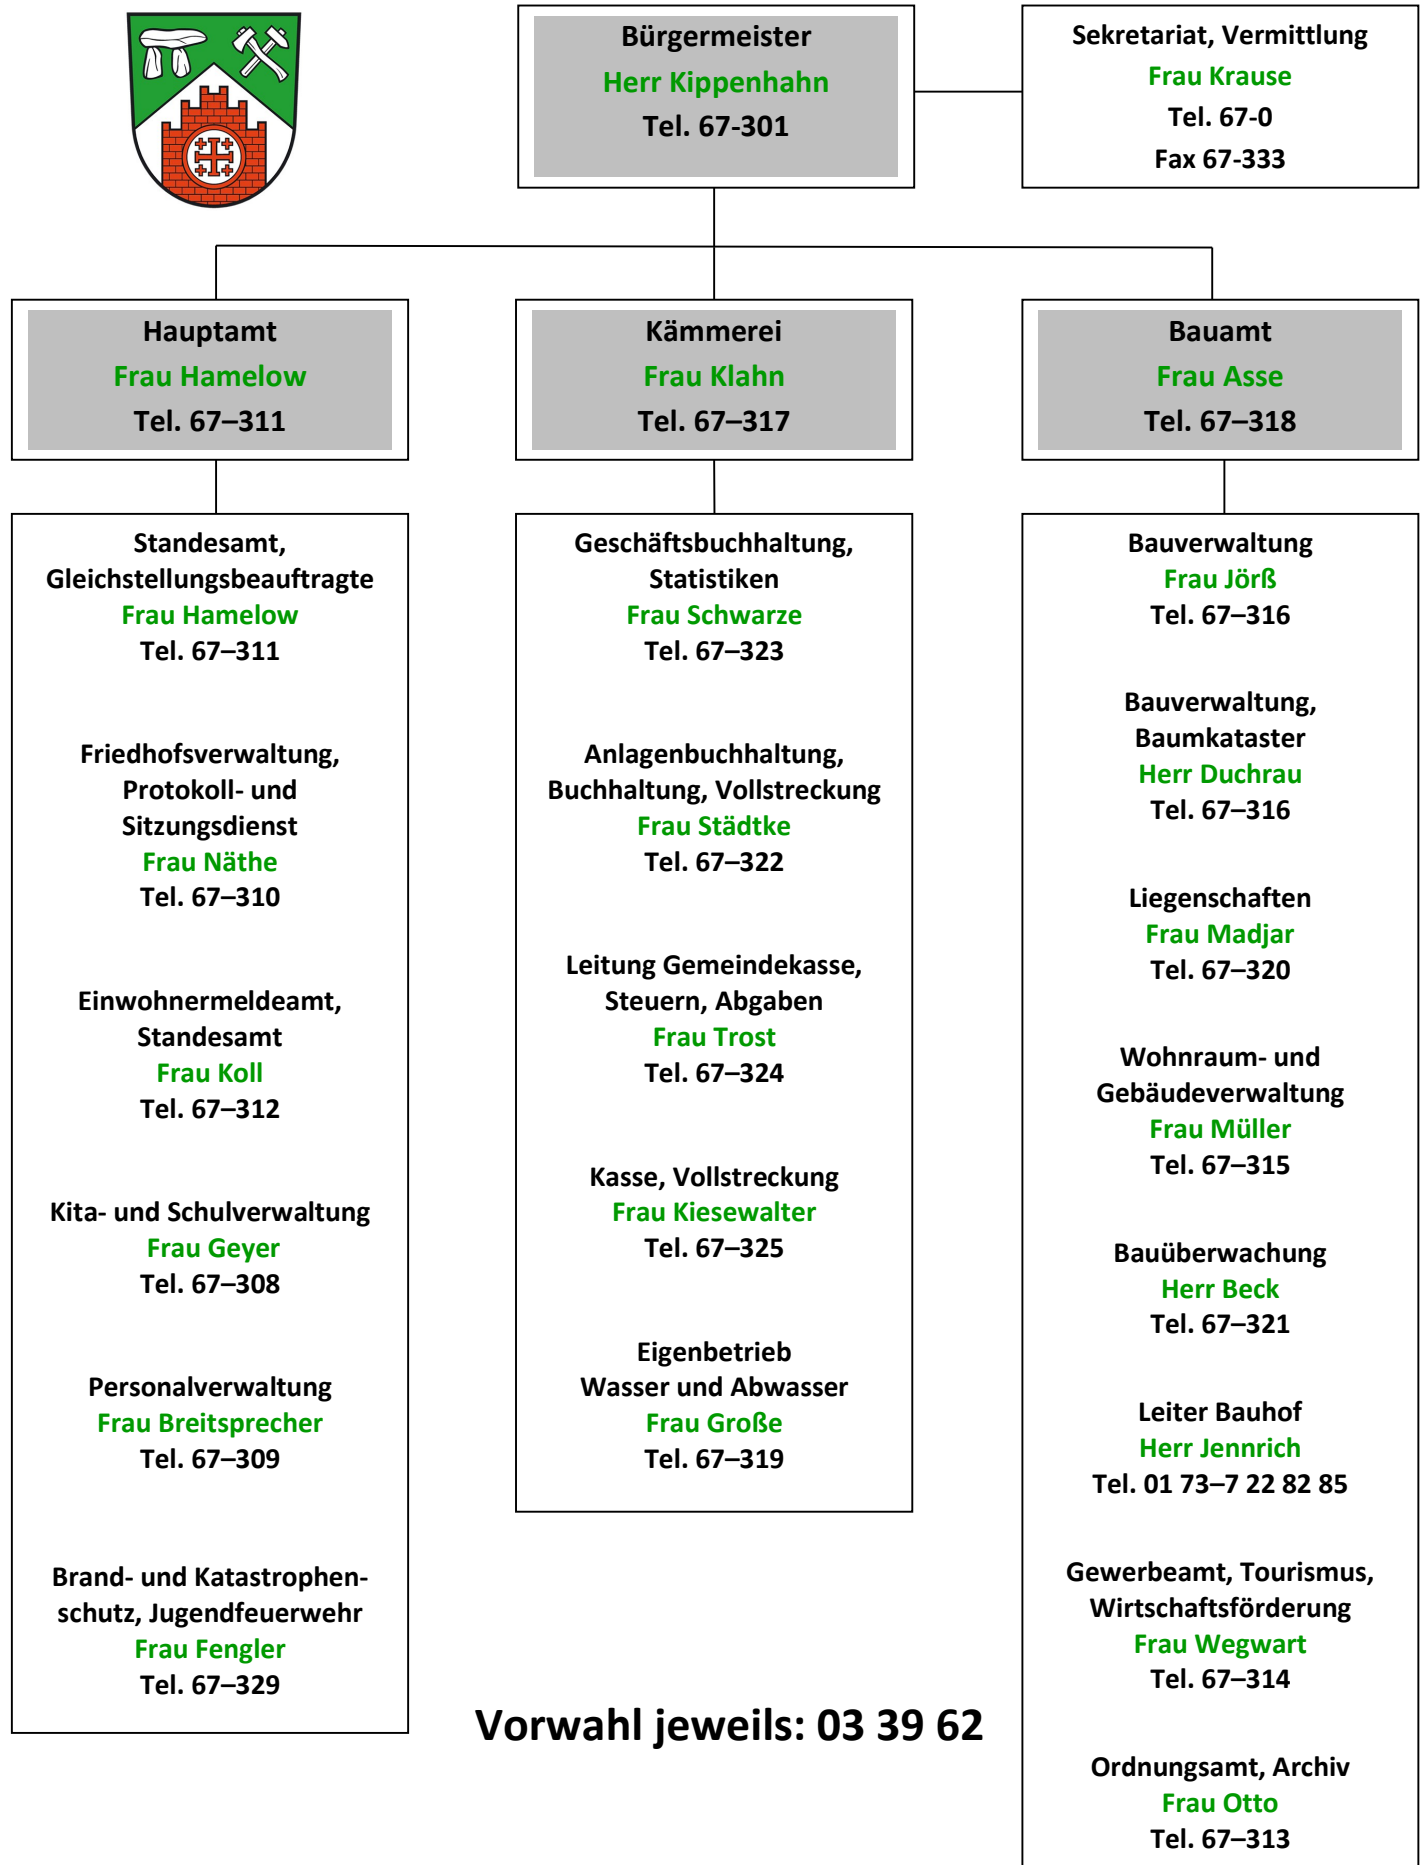 Bürgermeister
Herr Kippenhahn
Tel. 67-301
Sekretariat, Vermittlung
Frau Krause
Tel. 67-0
Fax 67-333
Hauptamt
Frau Hamelow
Tel. 67–311
Kämmerei
Frau Klahn
Tel. 67–317
Bauamt
Frau Asse
Tel. 67–318
Standesamt,
Gleichstellungsbeauftragte
Frau Hamelow
Tel. 67–311
Friedhofsverwaltung,
Protokoll- und
Sitzungsdienst
Frau Näthe
Tel. 67–310
Einwohnermeldeamt,
Standesamt
Frau Koll
Tel. 67–312
Kita- und Schulverwaltung
Frau Geyer
Tel. 67–308
Personalverwaltung
Frau Breitsprecher
Tel. 67–309
Brand- und Katastrophen-
schutz, Jugendfeuerwehr
Frau Fengler
Tel. 67–329
Geschäftsbuchhaltung,
Statistiken
Frau Schwarze
Tel. 67–323
Anlagenbuchhaltung,
Buchhaltung, Vollstreckung
Frau Städtke
Tel. 67–322
Leitung Gemeindekasse,
Steuern, Abgaben
Frau Trost
Tel. 67–324
Kasse, Vollstreckung
Frau Kiesewalter
Tel. 67–325
Eigenbetrieb
Wasser und Abwasser
Frau Große
Tel. 67–319
Bauverwaltung
Frau Jörß
Tel. 67–316
Bauverwaltung,
Baumkataster
Herr Duchrau
Tel. 67–316
Liegenschaften
Frau Madjar
Tel. 67–320
Wohnraum- und
Gebäudeverwaltung
Frau Müller
Tel. 67–315
Bauüberwachung
Herr Beck
Tel. 67–321
Leiter Bauhof
Herr Jennrich
Tel. 01 73–7 22 82 85
Gewerbeamt, Tourismus,
Wirtschaftsförderung
Frau Wegwart
Tel. 67–314
Ordnungsamt, Archiv
Frau Otto
Tel. 67–313
Vorwahl jeweils: 03 39 62